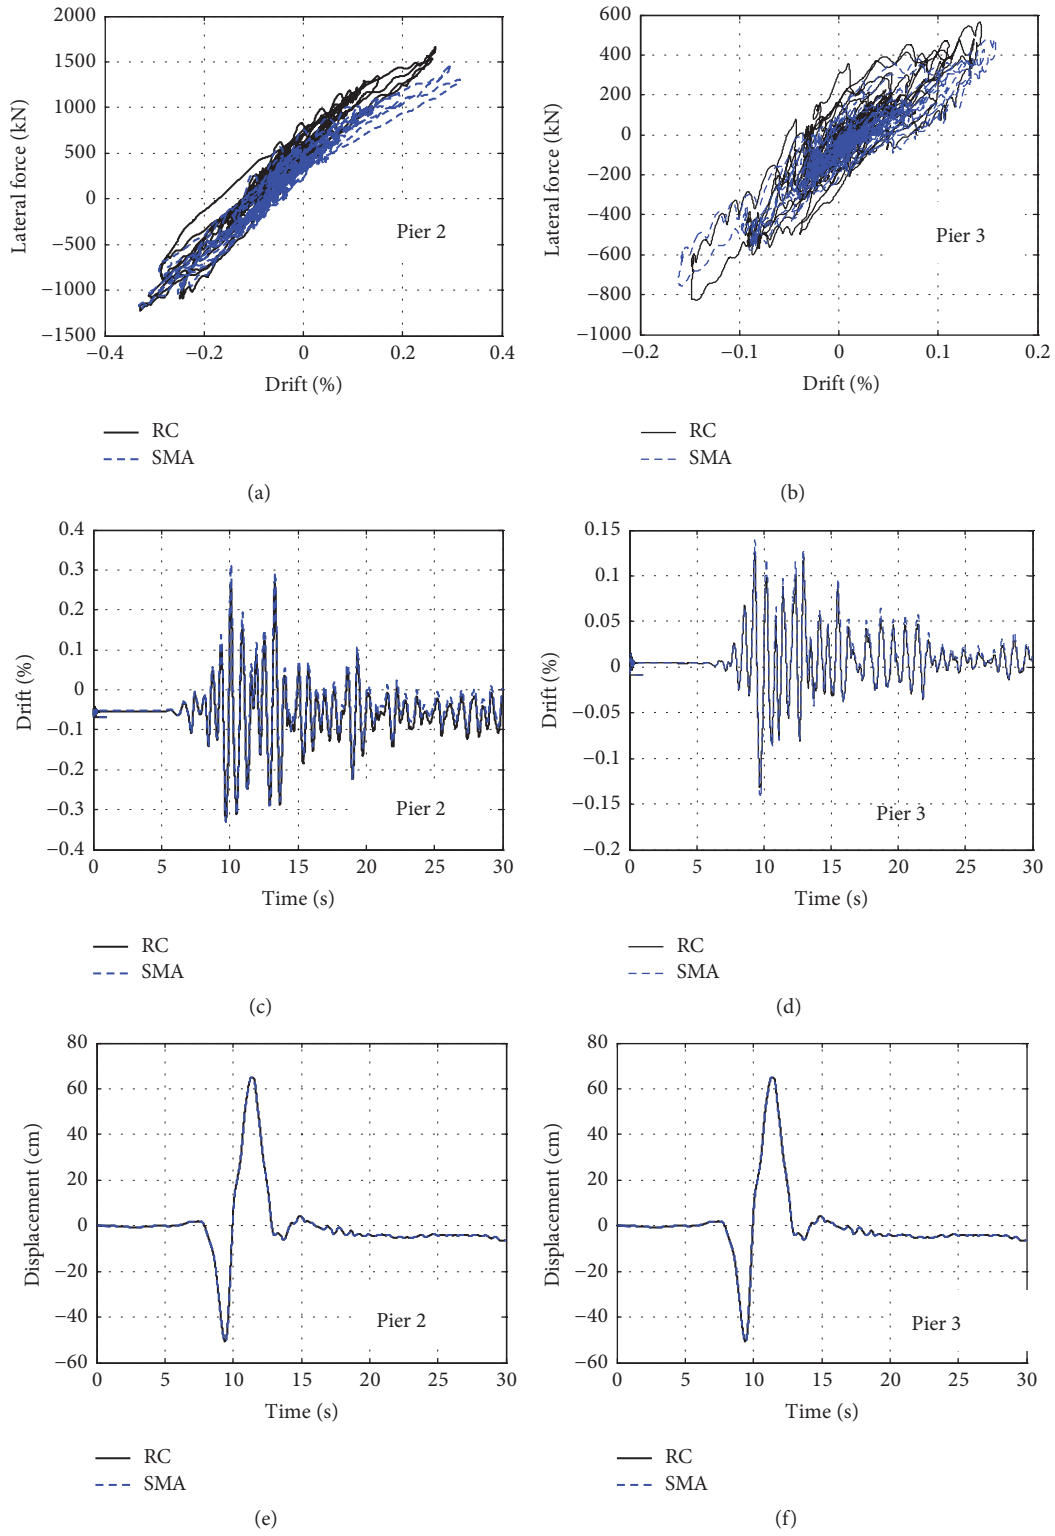 2000
1500
1000
500
0
−500
−1000
−1500
Lateral force (kN)
−0.4
−0.2
0
0.2
0.4
Drift (%)
Pier 2
RC
SMA
(a)
600
400
200
0
−200
−400
−600
−800
−1000
Lateral force (kN)
−0.2
−0.1
0
0.1
0.2
Drift (%)
Pier 3
RC
SMA
(b)
0.4
0.3
0.2
0.1
0
−0.1
−0.2
−0.3
−0.4
Drift (%)
0
5
10
15
20
25
30
Time (s)
Pier 2
RC
SMA
(c)
0.15
0.1
0.05
0
−0.05
−0.1
−0.15
−0.2
Drift (%)
0
5
10
15
20
25
30
Time (s)
Pier 3
RC
SMA
(d)
80
60
40
20
0
−20
−40
−60
Displacement (cm)
0
5
10
15
20
25
30
Time (s)
Pier 2
RC
SMA
(e)
80
60
40
20
0
−20
−40
−60
Displacement (cm)
0
5
10
15
20
25
30
Time (s)
Pier 3
RC
SMA
(f)